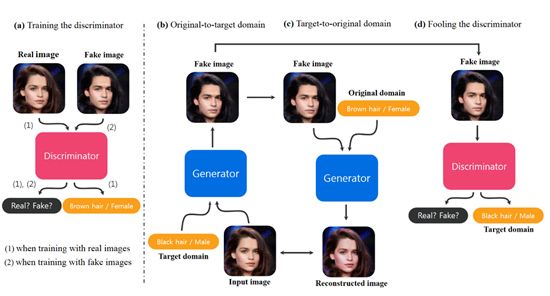 (a) Training the discriminator
Real image
Fake image
(1)
(2)
Discriminator
(1), (2)
(1)
Real? Fake?
Brown hair / Female
(1) when training with real images
(2) when training with fake images
(b) Original-to-target domain
Fake image
Generator
Black hair / Male
Target domain
Input image
(c) Target-to-original domain
Fake image
Original domain
Brown hair / Female
Generator
Reconstructed image
(d) Fooling the discriminator
Fake image
Discriminator
Real? Fake?
Black hair / Male
Target domain